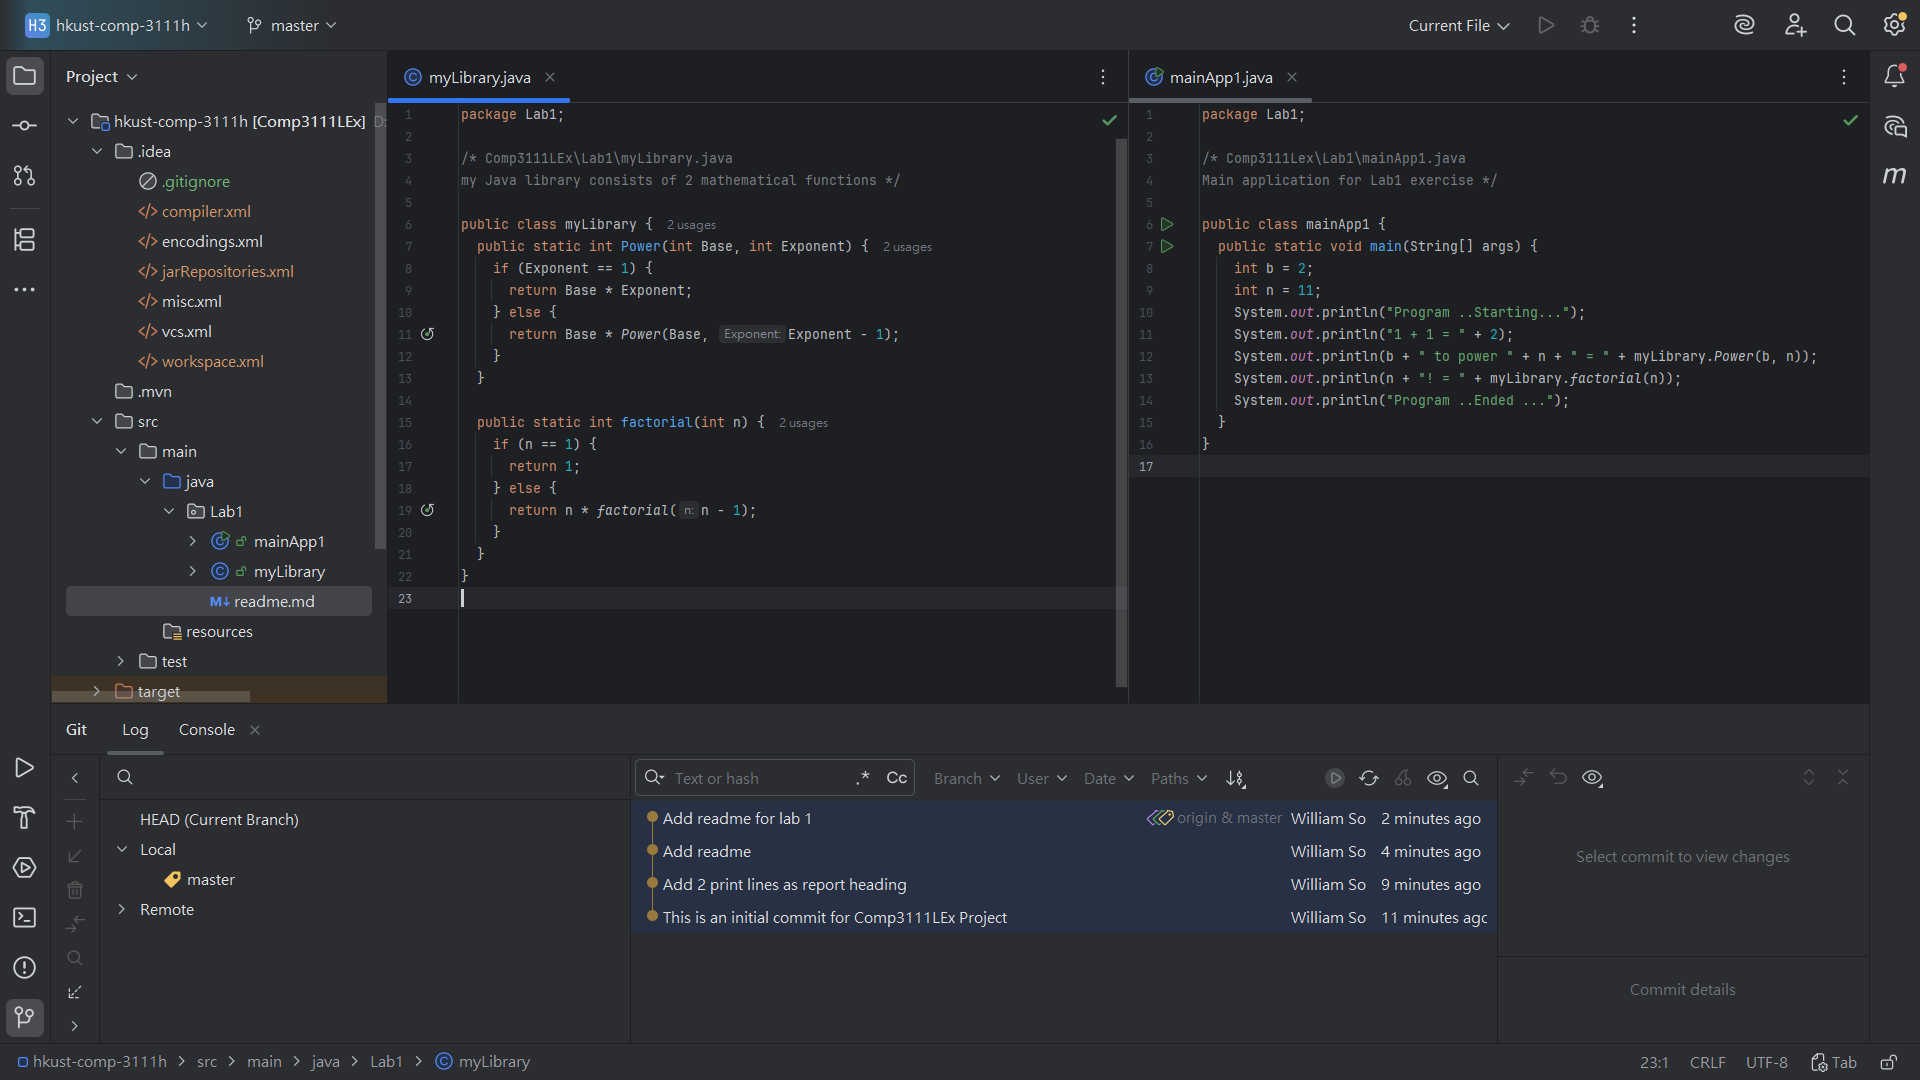 H3 hkust-comp-3111h master Current File
Project
hkust-comp-3111h [Comp3111LEx] D:
.idea
.gitignore
compiler.xml
encodings.xml
jarRepositories.xml
misc.xml
vcs.xml
workspace.xml
.mvn
src
main
java
Lab1
mainApp1
myLibrary
M↓ readme.md
resources
test
target
myLibrary.java
1 package Lab1;
2
3 /* Comp3111LEx\Lab1\myLibrary.java
4 my Java library consists of 2 mathematical functions */
5
6 public class myLibrary { 2 usages
7 public static int Power(int Base, int Exponent) { 2 usages
8 if (Exponent == 1) {
9 return Base * Exponent;
10 } else {
11 return Base * Power(Base, Exponent: Exponent - 1);
12 }
13 }
14
15 public static int factorial(int n) { 2 usages
16 if (n == 1) {
17 return 1;
18 } else {
19 return n * factorial( n: n - 1);
20 }
21 }
22 }
23
mainApp1.java
1 package Lab1;
2
3 /* Comp3111Lex\Lab1\mainApp1.java
4 Main application for Lab1 exercise */
5
6 public class mainApp1 {
7 public static void main(String[] args) {
8 int b = 2;
9 int n = 11;
10 System.out.println("Program ..Starting...");
11 System.out.println("1 + 1 = " + 2);
12 System.out.println(b + " to power " + n + " = " + myLibrary.Power(b, n));
13 System.out.println(n + "! = " + myLibrary.factorial(n));
14 System.out.println("Program ..Ended ...");
15 }
16 }
17
m
Git Log Console
HEAD (Current Branch)
Local
master
Remote
Text or hash .* Cc Branch User Date Paths
Add readme for lab 1 origin & master William So 2 minutes ago
Add readme William So 4 minutes ago
Add 2 print lines as report heading William So 9 minutes ago
This is an initial commit for Comp3111LEx Project William So 11 minutes ago
Select commit to view changes
Commit details
hkust-comp-3111h > src > main > java > Lab1 > myLibrary
23:1 CRLF UTF-8 Tab